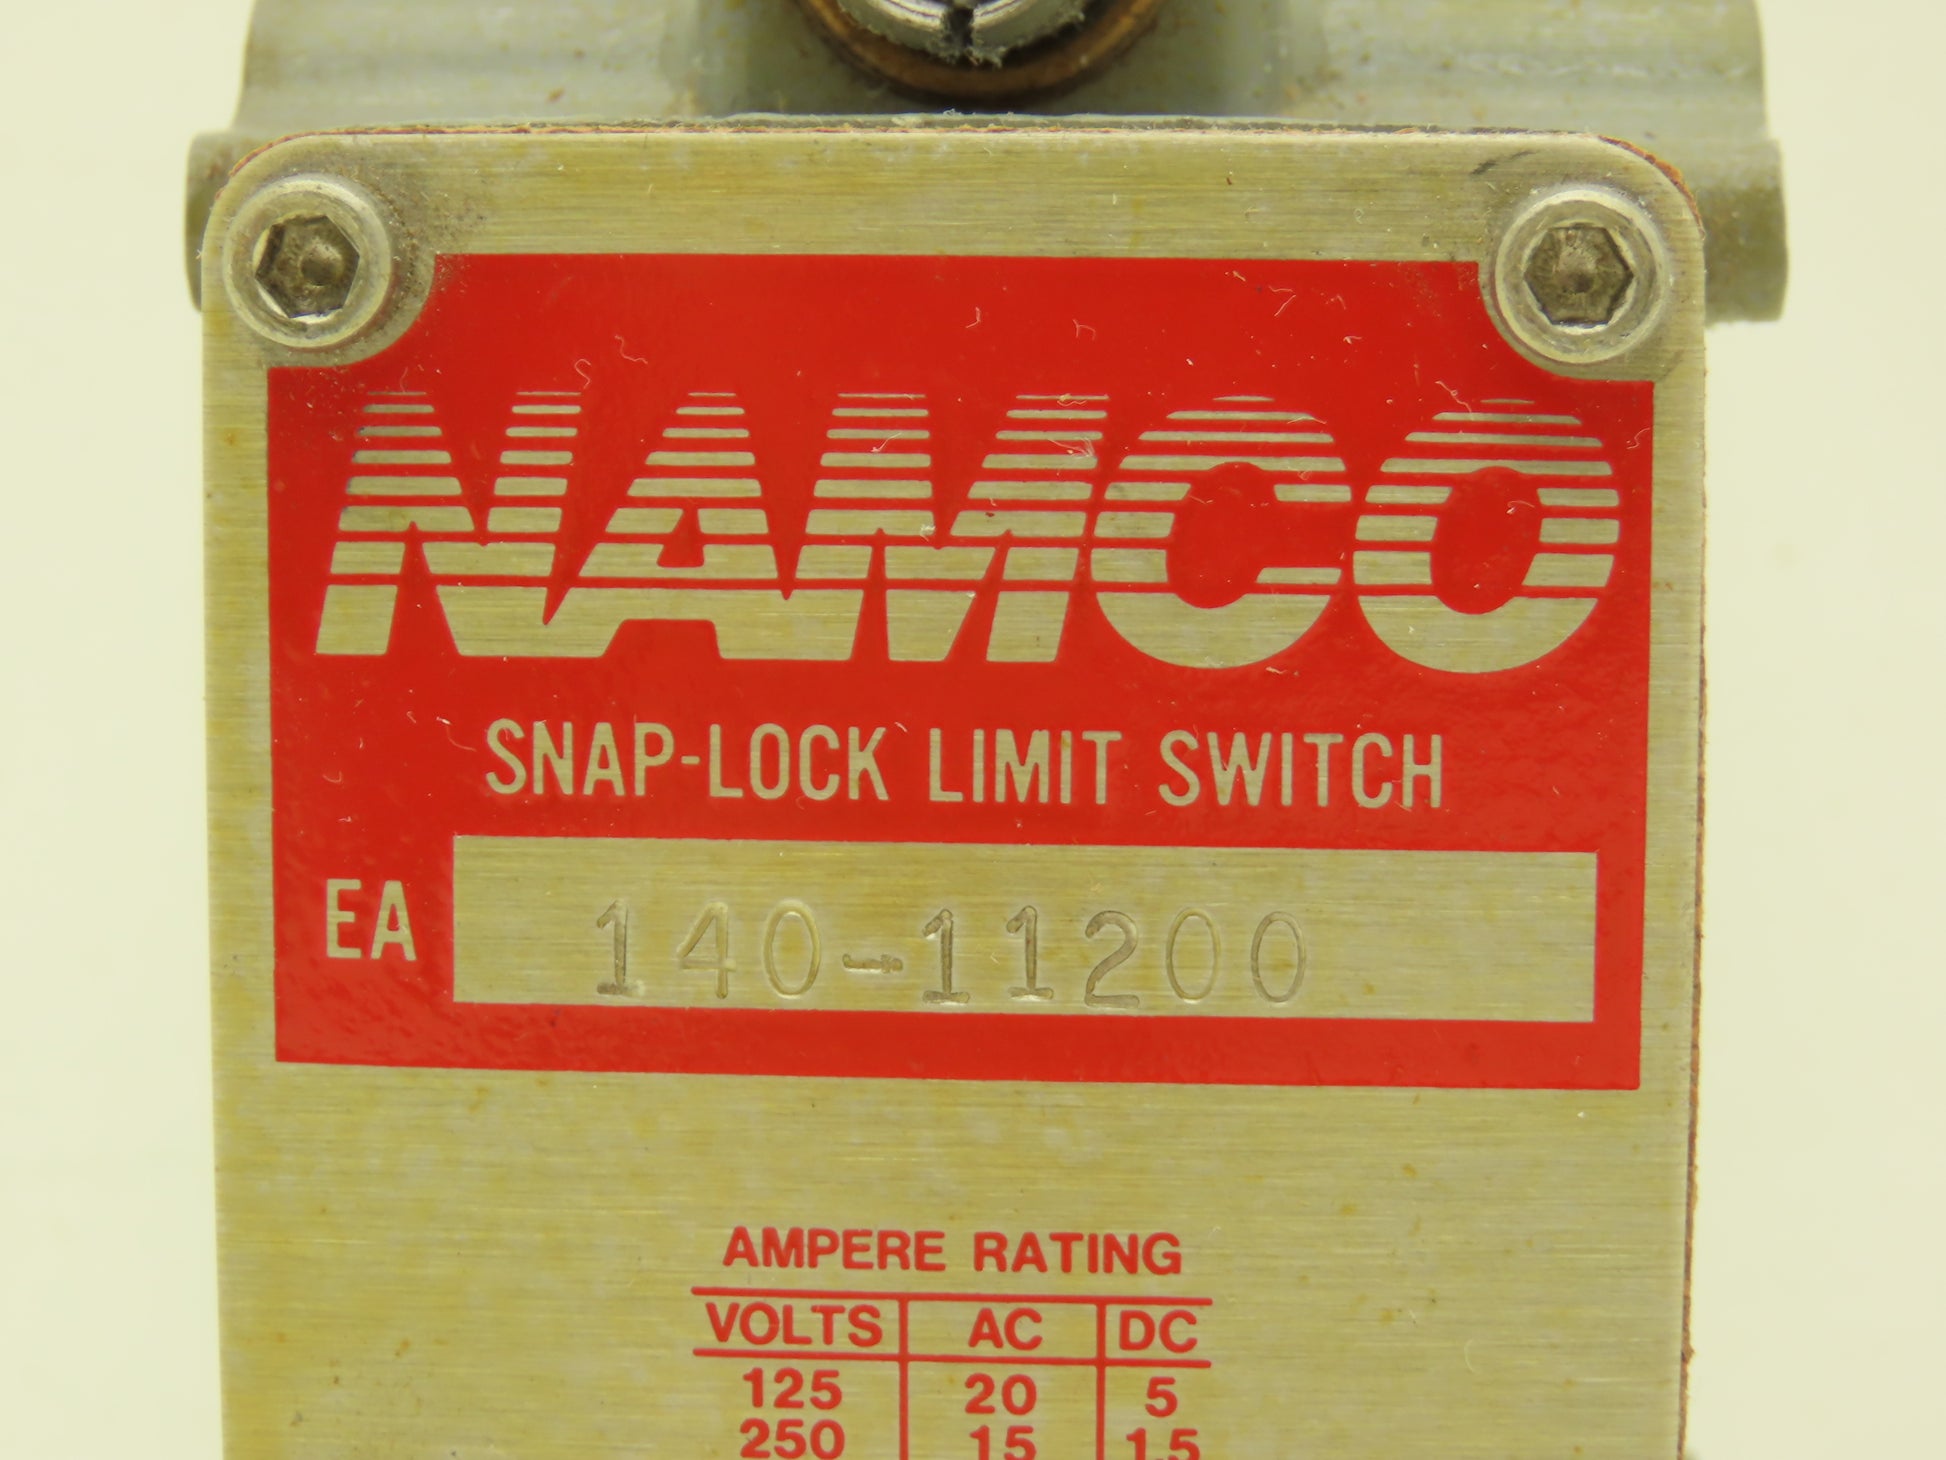 NAMCO
SNAP-LOCK LIMIT SWITCH
EA 140-11200
AMPERE RATING
VOLTS AC DC
125 20 5
250 15 1.5